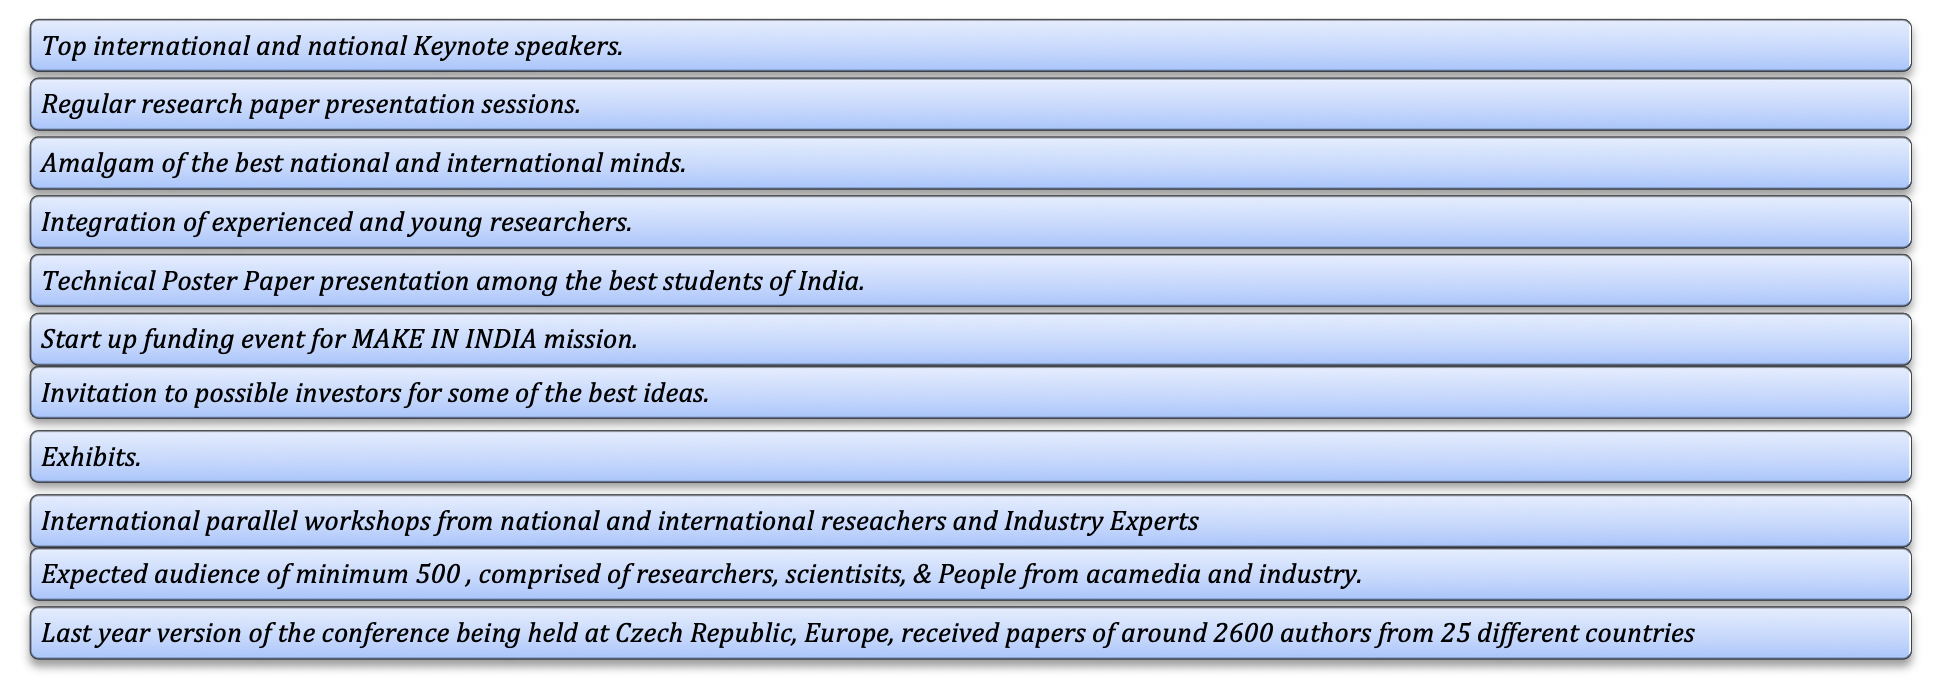 Top international and national Keynote speakers.
Regular research paper presentation sessions.
Amalgam of the best national and international minds.
Integration of experienced and young researchers.
Technical Poster Paper presentation among the best students of India.
Start up funding event for MAKE IN INDIA mission.
Invitation to possible investors for some of the best ideas.
Exhibits.
International parallel workshops from national and international reseachers and Industry Experts
Expected audience of minimum 500 , comprised of researchers, scientisits, & People from acamedia and industry.
Last year version of the conference being held at Czech Republic, Europe, received papers of around 2600 authors from 25 different countries